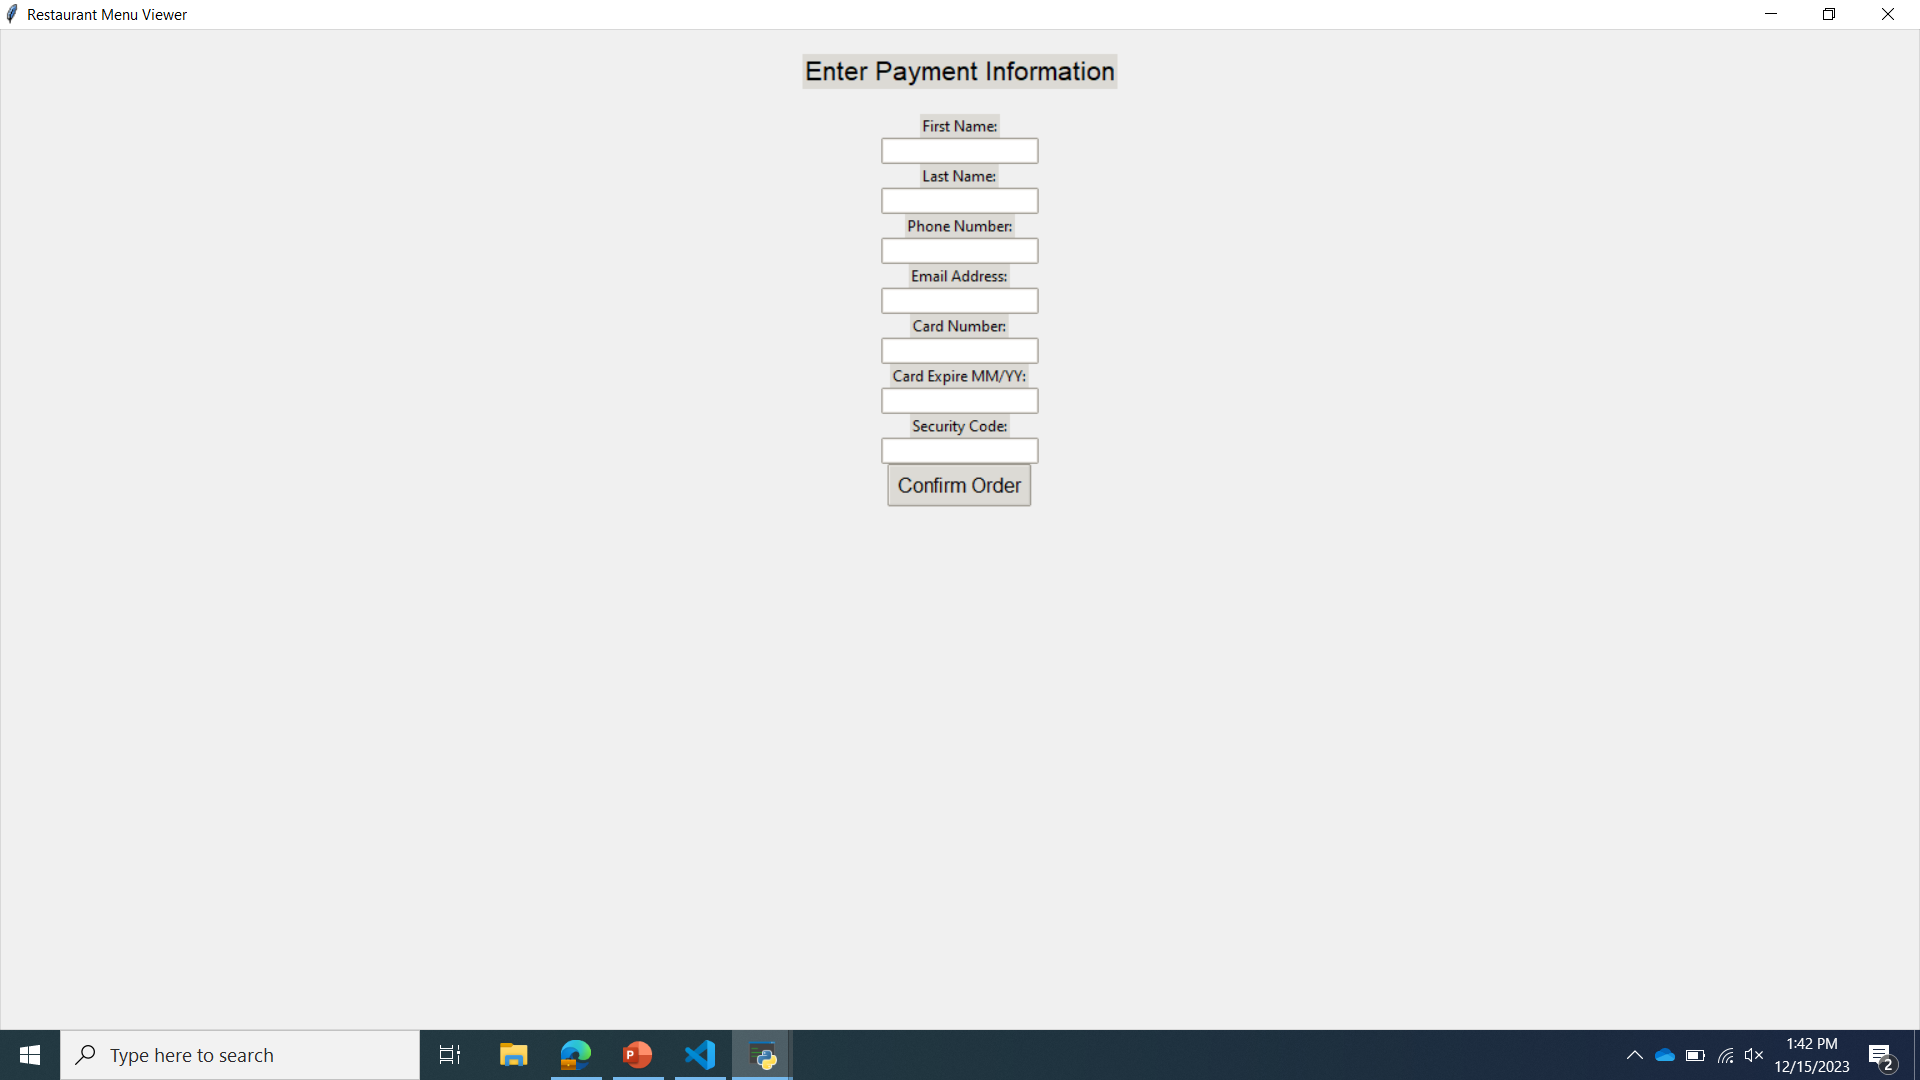 Restaurant Menu Viewer
Enter Payment Information
First Name:
Last Name:
Phone Number:
Email Address:
Card Number:
Card Expire MM/YY:
Security Code:
Confirm Order
Type here to search
P
1:42 PM
12/15/2023
2